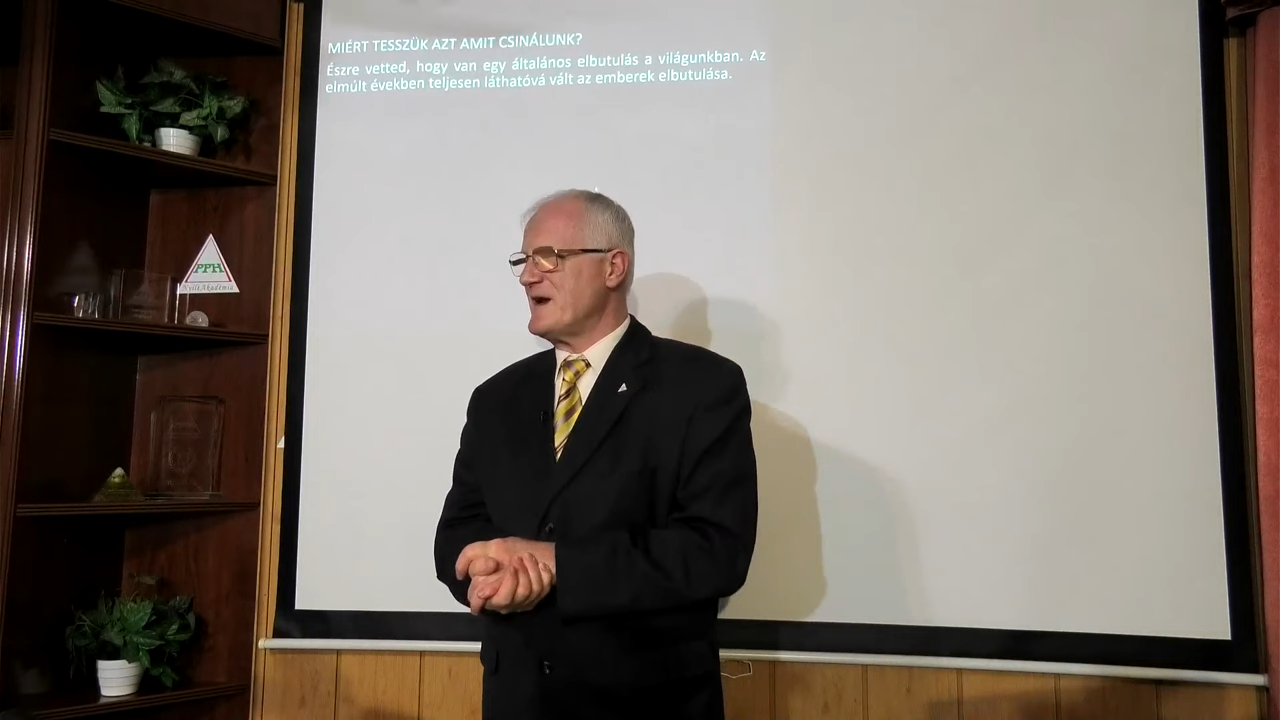 MIÉRT TESSZÜK AZT AMIT CSINÁLUNK?
Észre vetted, hogy van egy általános elbutulás a világunkban. Az
elmúlt években teljesen láthatóvá vált az emberek elbutulása.
PPH
NyíltAkadémia